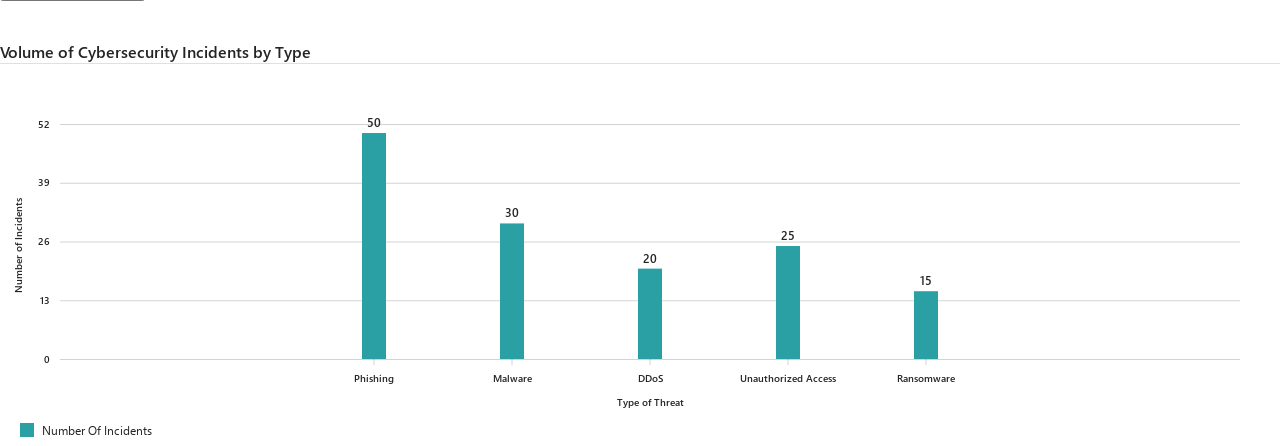 Volume of Cybersecurity Incidents by Type
50
52
39
30
Number of Incidents
26
25
20
15
13
0
Phishing Malware DDoS Unauthorized Access Ransomware
Type of Threat
Number Of Incidents